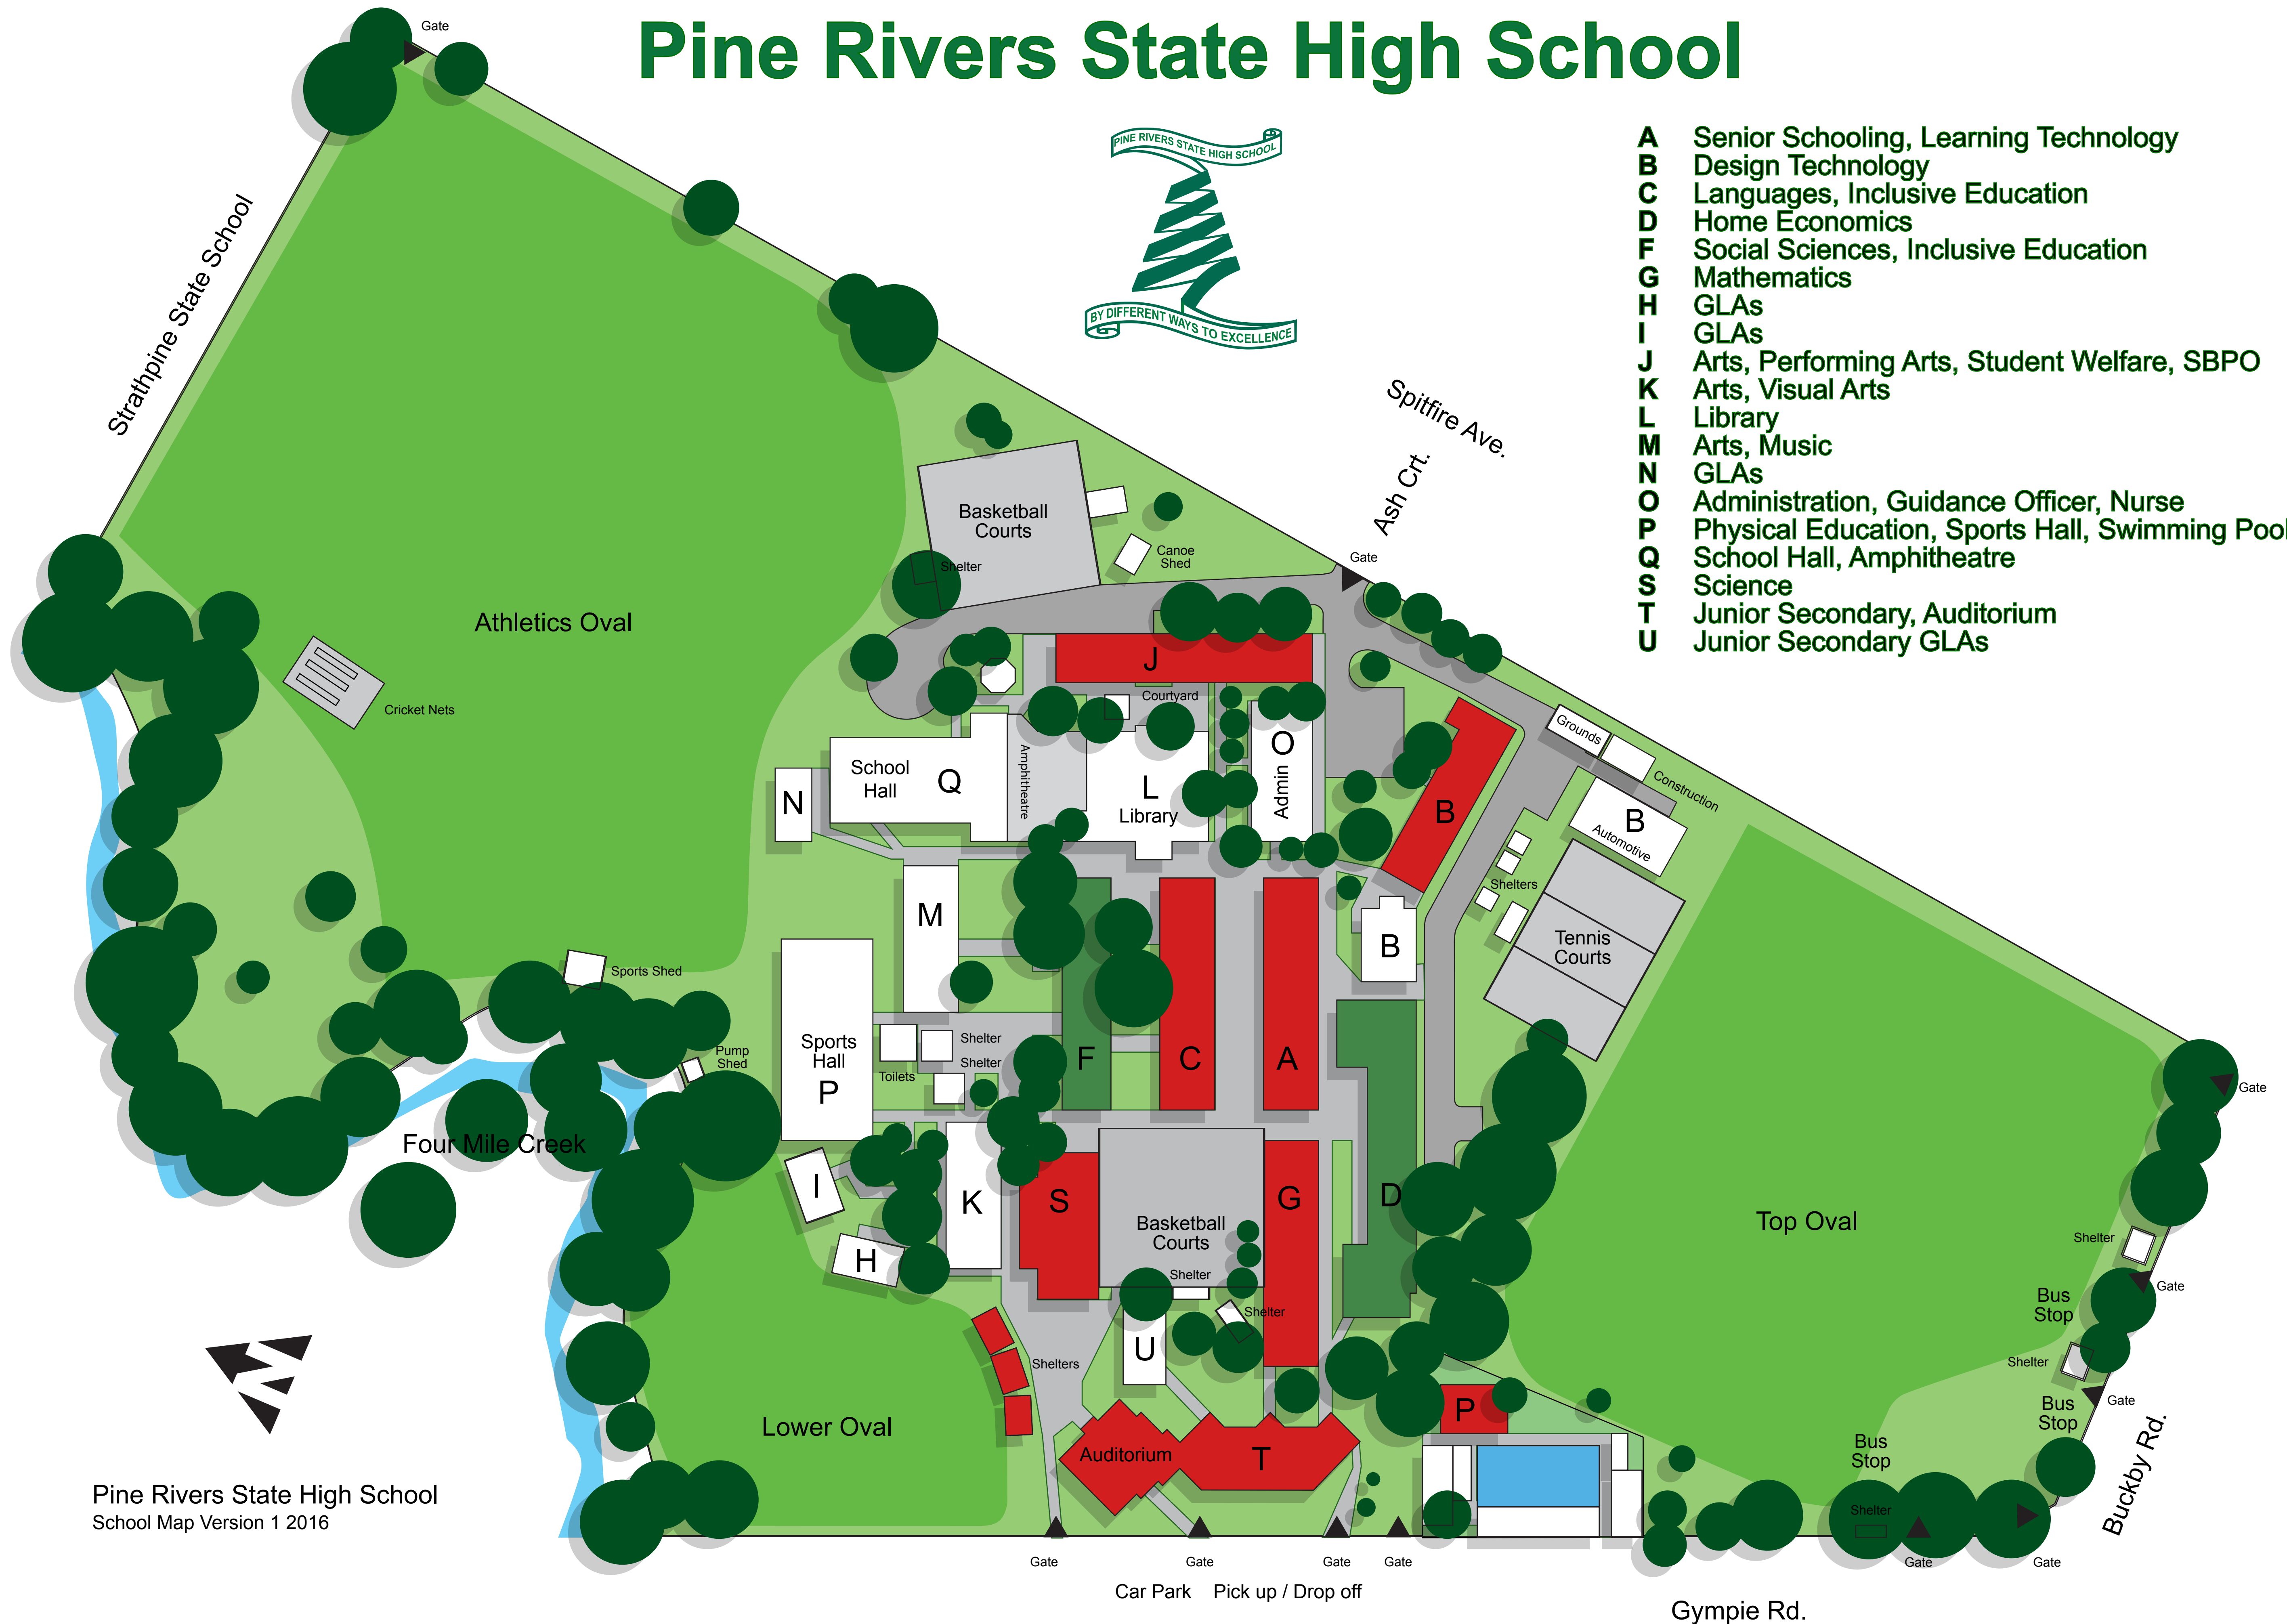 Pine Rivers State High School
PINE RIVERS STATE HIGH SCHOOL
BY DIFFERENT WAYS TO EXCELLENCE
A Senior Schooling, Learning Technology
B Design Technology
C Languages, Inclusive Education
D Home Economics
F Social Sciences, Inclusive Education
G Mathematics
H GLAs
I GLAs
J Arts, Performing Arts, Student Welfare, SBPO
K Arts, Visual Arts
L Library
M Arts, Music
N GLAs
O Administration, Guidance Officer, Nurse
P Physical Education, Sports Hall, Swimming Pool
Q School Hall, Amphitheatre
S Science
T Junior Secondary, Auditorium
U Junior Secondary GLAs
Gate
Strathpine State School
Spitfire Ave.
Ash Crt.
Gate
Basketball
Courts
Canoe
Shed
Shelter
Athletics Oval
Cricket Nets
J
Courtyard
School
Hall
Q
Amphitheatre
L
Library
O
Admin
N
B
Grounds
Construction
B
Automotive
Shelters
Tennis
Courts
M
B
Sports Shed
Pump
Shed
Sports
Hall
P
Toilets
Shelter
Shelter
F
C
A
Four Mile Creek
I
H
K
S
Basketball
Courts
Shelter
G
D
Top Oval
Gate
Shelter
Gate
Bus
Stop
Shelter
Gate
Bus
Stop
Buckby Rd.
Shelter
U
Shelters
Lower Oval
Auditorium
T
P
Bus
Stop
Shelter
Gate
Gate
Gate
Gate
Gate
Gate
Car Park Pick up / Drop off
Gympie Rd.
Pine Rivers State High School
School Map Version 1 2016